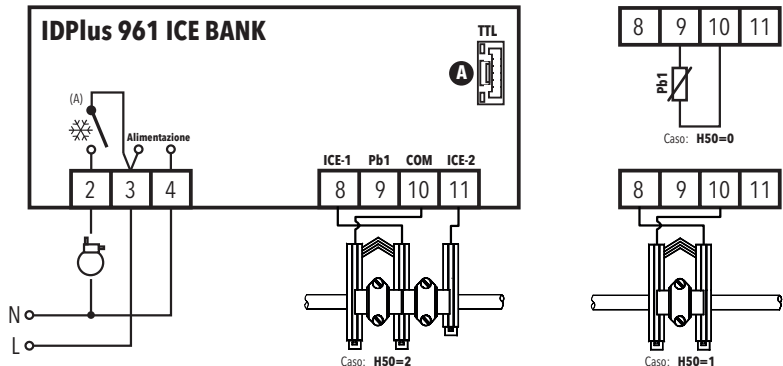 IDPlus 961 ICE BANK
TTL
A
(A)
Alimentazione
2 3 4
ICE-1 Pb1 COM ICE-2
8 9 10 11
N
L
Caso: H50=2
8 9 10 11
Pb1
Caso: H50=0
8 9 10 11
Caso: H50=1